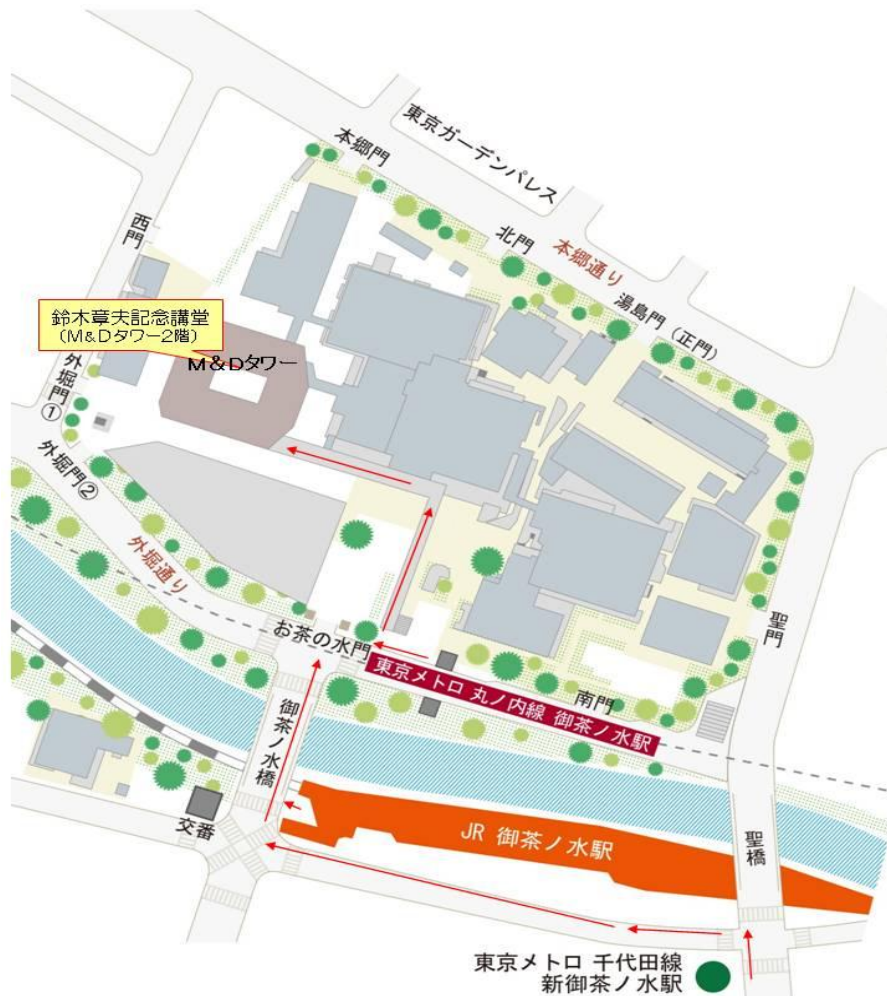 東京ガーデンパレス
本郷門
西門
北門
本郷通り
湯島門(正門)
鈴木章夫記念講堂
(M&Dタワー2階)
M&Dタワー
外堀門①
外堀門②
外堀通り
お茶の水門
聖門
東京メトロ 丸ノ内線 御茶ノ水駅
南門
御茶ノ水橋
交番
JR 御茶ノ水駅
聖橋
東京メトロ 千代田線
新御茶ノ水駅